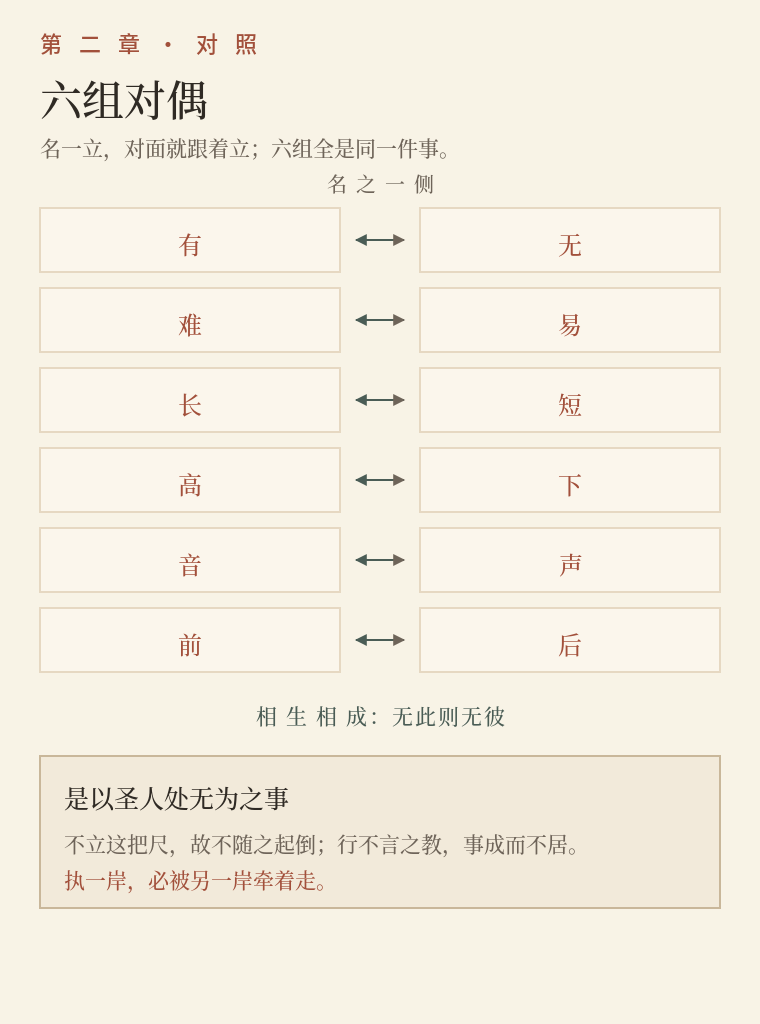 第二章·对照
六组对偶
名一立，对面就跟着立；六组全是同一件事。
名之一侧
有 无
难 易
长 短
高 下
音 声
前 后
相生相成：无此则无彼
是以圣人处无为之事
不立这把尺，故不随之起倒；行不言之教，事成而不居。
执一岸，必被另一岸牵着走。